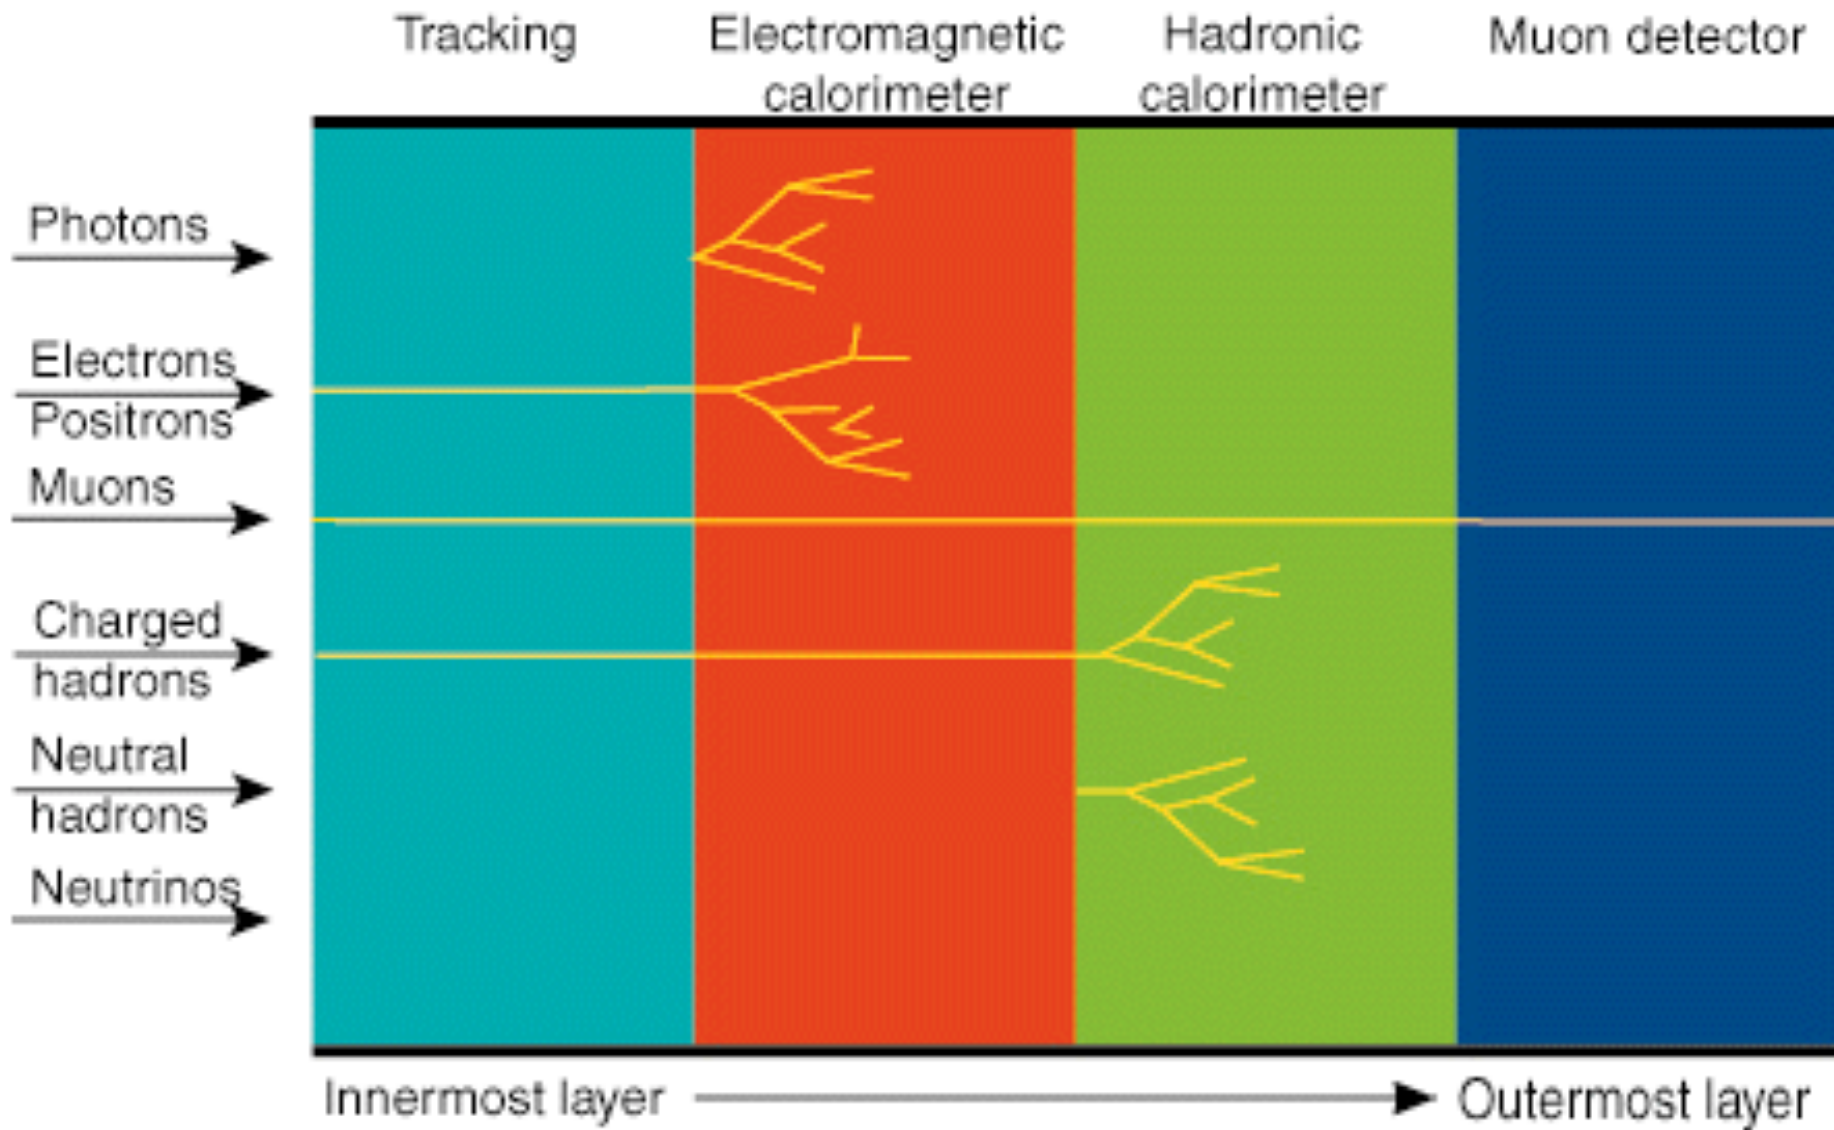 Tracking
Electromagnetic
calorimeter
Hadronic
calorimeter
Muon detector
Photons
Electrons
Positrons
Muons
Charged
hadrons
Neutral
hadrons
Neutrinos
Innermost layer
Outermost layer